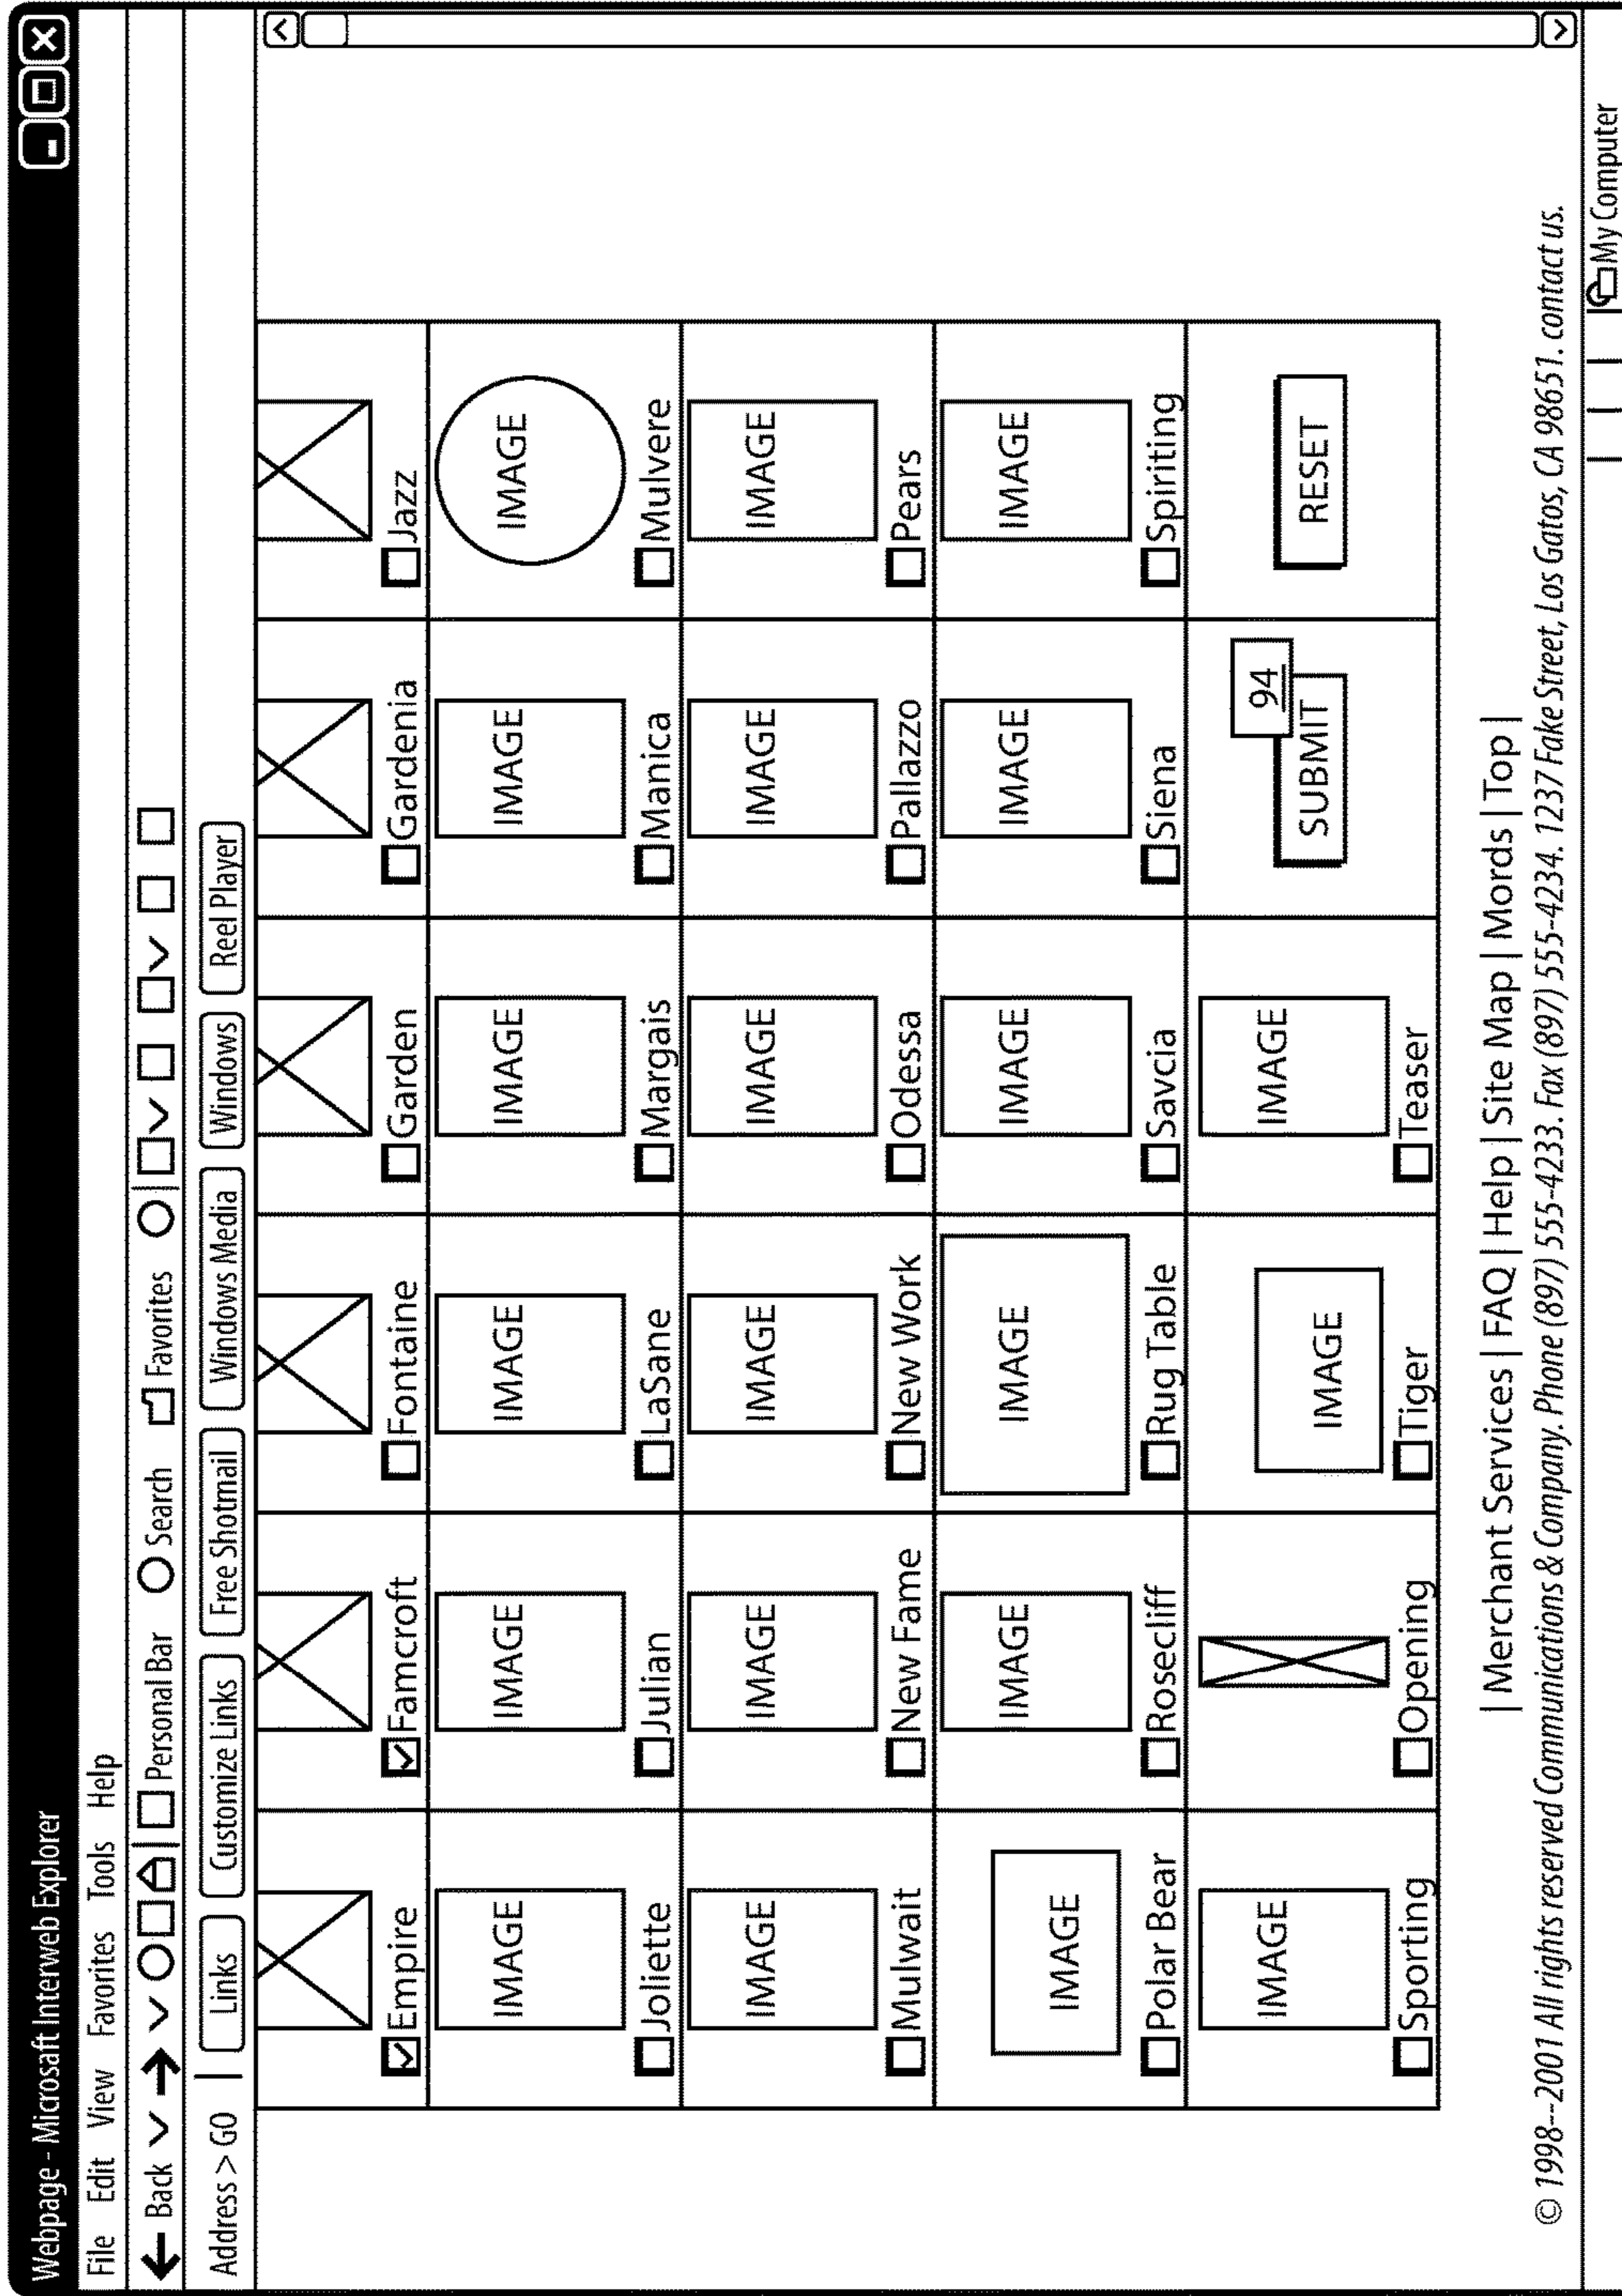 Webpage - Microsaft Interweb Explorer
File Edit View Favorites Tools Help
Back Personal Bar Search Favorites
Address > GO Links Customize Links Free Shotmail Windows Media Windows Reel Player
Empire Famcroft Fontaine Garden Gardenia Jazz
IMAGE IMAGE IMAGE IMAGE IMAGE IMAGE
Joliette Julian LaSane Margais Manica Mulvere
IMAGE IMAGE IMAGE IMAGE IMAGE IMAGE
Mulwait New Fame New Work Odessa Pallazzo Pears
IMAGE IMAGE IMAGE IMAGE IMAGE IMAGE
Polar Bear Rosecliff Rug Table Savcia Siena Spiriting
94
IMAGE IMAGE IMAGE SUBMIT RESET
Sporting Opening Tiger Teaser
| Merchant Services | FAQ | Help | Site Map | Mords | Top |
© 1998--2001 All rights reserved Communications & Company. Phone (897) 555-4233. Fax (897) 555-4234. 1237 Fake Street, Los Gatos, CA 98651. contact us.
My Computer